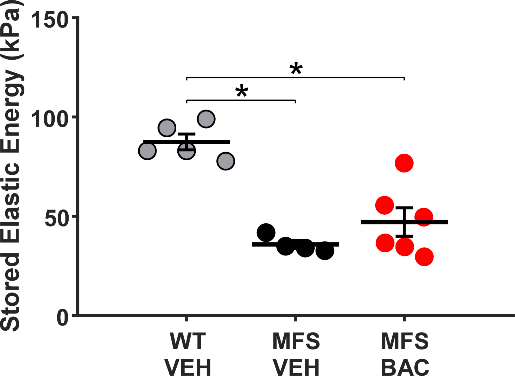 Stored Elastic Energy (kPa)
150
100
50
0
*
*
WT
VEH
MFS
VEH
MFS
BAC